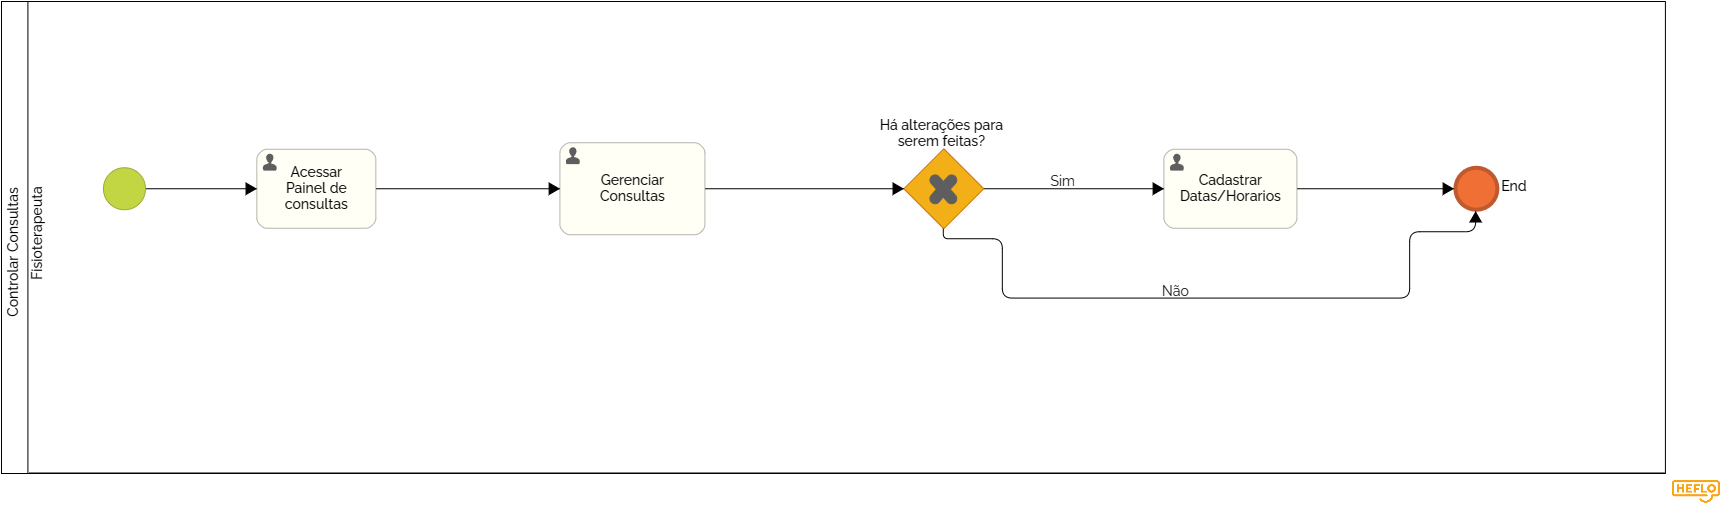 Controlar Consultas
Fisioterapeuta
Acessar
Painel de
consultas
Gerenciar
Consultas
Há alterações para
serem feitas?
Sim
Cadastrar
Datas/Horarios
End
Não
HEFLO